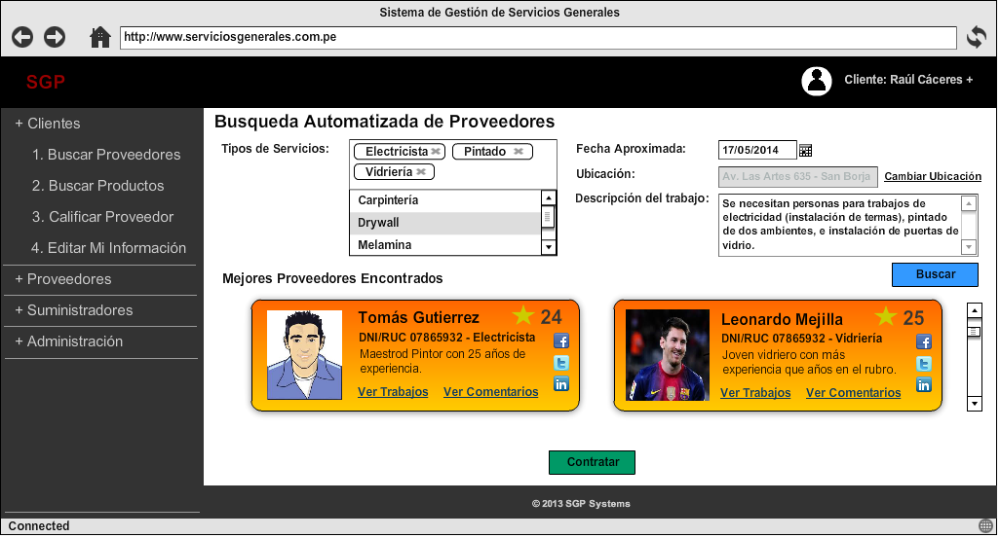 Sistema de Gestión de Servicios Generales
http://www.serviciosgenerales.com.pe
SGP
Cliente: Raúl Cáceres +
+ Clientes
1. Buscar Proveedores
2. Buscar Productos
3. Calificar Proveedor
4. Editar Mi Información
+ Proveedores
+ Suministradores
+ Administración
Busqueda Automatizada de Proveedores
Tipos de Servicios:
Electricista
Pintado
Vidriería
Carpintería
Drywall
Melamina
Fecha Aproximada:
17/05/2014
Ubicación:
Av. Las Artes 635 - San Borja
Cambiar Ubicación
Descripción del trabajo:
Se necesitan personas para trabajos de
electricidad (instalación de termas), pintado
de dos ambientes, e instalación de puertas de
vidrio.
Buscar
Mejores Proveedores Encontrados
Tomás Gutierrez
24
DNI/RUC 07865932 - Electricista
Maestrod Pintor con 25 años de
experiencia.
Ver Trabajos
Ver Comentarios
Leonardo Mejilla
25
DNI/RUC 07865932 - Vidriería
Joven vidriero con más
experiencia que años en el rubro.
Ver Trabajos
Ver Comentarios
Contratar
© 2013 SGP Systems
Connected